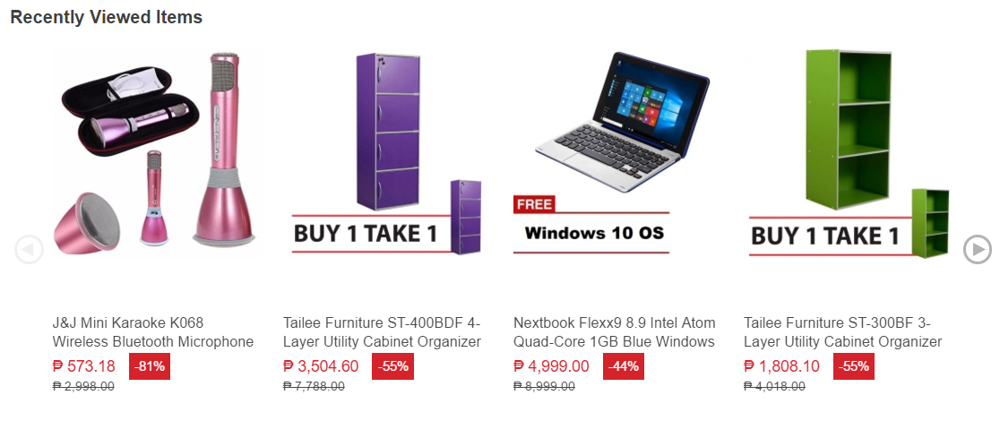 Recently Viewed Items
BUY 1 TAKE 1
FREE
Windows 10 OS
BUY 1 TAKE 1
J&J Mini Karaoke K068
Wireless Bluetooth Microphone
₱ 573.18 -81%
₱ 2,998.00
Tailee Furniture ST-400BDF 4-
Layer Utility Cabinet Organizer
₱ 3,504.60 -55%
₱ 7,788.00
Nextbook Flexx9 8.9 Intel Atom
Quad-Core 1GB Blue Windows
₱ 4,999.00 -44%
₱ 8,999.00
Tailee Furniture ST-300BF 3-
Layer Utility Cabinet Organizer
₱ 1,808.10 -55%
₱ 4,018.00